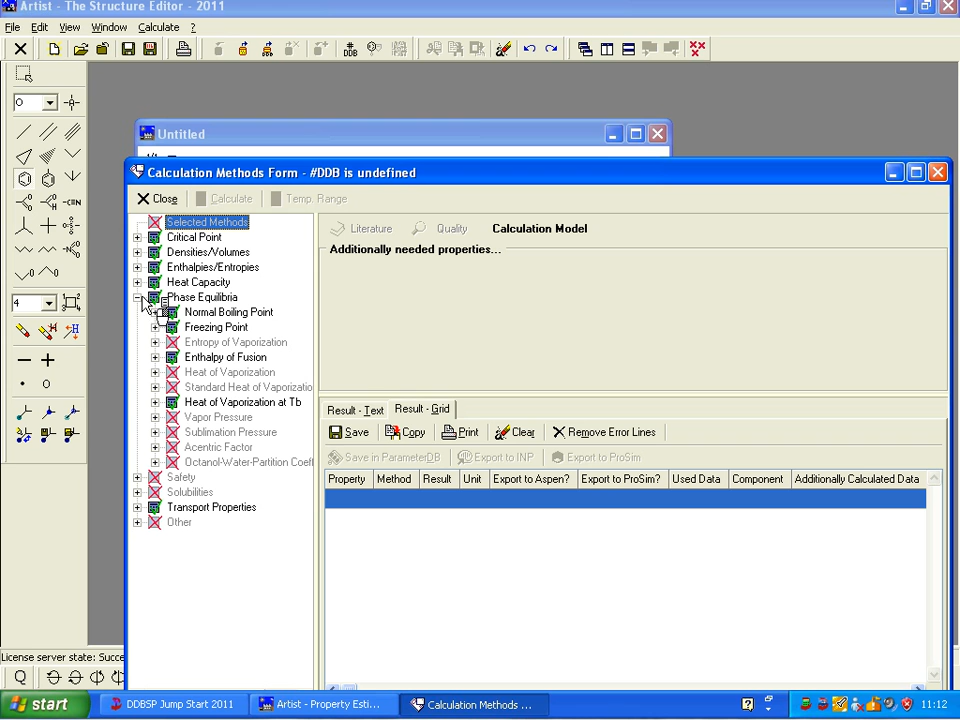 Artist - The Structure Editor - 2011
File Edit View Window Calculate ?
DDB
O
Untitled
Calculation Methods Form - #DDB is undefined
Close Calculate Temp. Range
Selected Methods
Critical Point
Densities/Volumes
Enthalpies/Entropies
Heat Capacity
Phase Equilibria
Normal Boiling Point
Freezing Point
Entropy of Vaporization
Enthalpy of Fusion
Heat of Vaporization
Standard Heat of Vaporizatio
Heat of Vaporization at Tb
Vapor Pressure
Sublimation Pressure
Acentric Factor
Octanol-Water-Partition Coeff
Safety
Solubilities
Transport Properties
Other
Literature Quality Calculation Model
Additionally needed properties...
Result - Text Result - Grid
Save Copy Print Clear Remove Error Lines
Save in ParameterDB Export to INP Export to ProSim
Property Method Result Unit Export to Aspen? Export to ProSim? Used Data Component Additionally Calculated Data
4
License server state: Succe
Q
start DDBSP Jump Start 2011 Artist - Property Esti... Calculation Methods ... 11:12